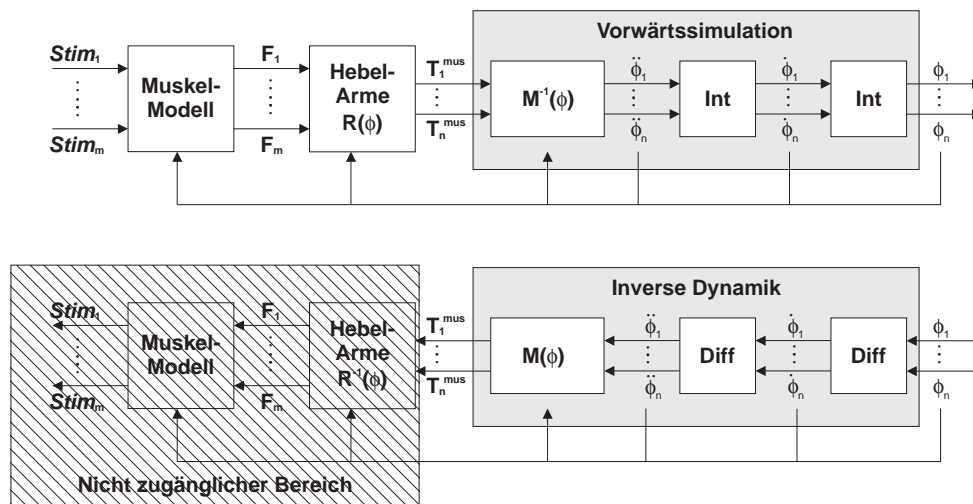 Vorwärtssimulation
Stim₁ F₁ T₁ᵐᵘˢ ϕ̈₁ ϕ̇₁ ϕ₁
Muskel-
Modell
Hebel-
Arme
R(ϕ)
M⁻¹(ϕ)
Int
Int
Stimₘ Fₘ Tₙᵐᵘˢ ϕ̈ₙ ϕ̇ₙ ϕₙ
Inverse Dynamik
Stim₁ F₁ T₁ᵐᵘˢ ϕ̈₁ ϕ̇₁ ϕ₁
Muskel-
Modell
Hebel-
Arme
R⁻¹(ϕ)
M(ϕ)
Diff
Diff
Stimₘ Fₘ Tₙᵐᵘˢ ϕ̈ₙ ϕ̇ₙ ϕₙ
Nicht zugänglicher Bereich